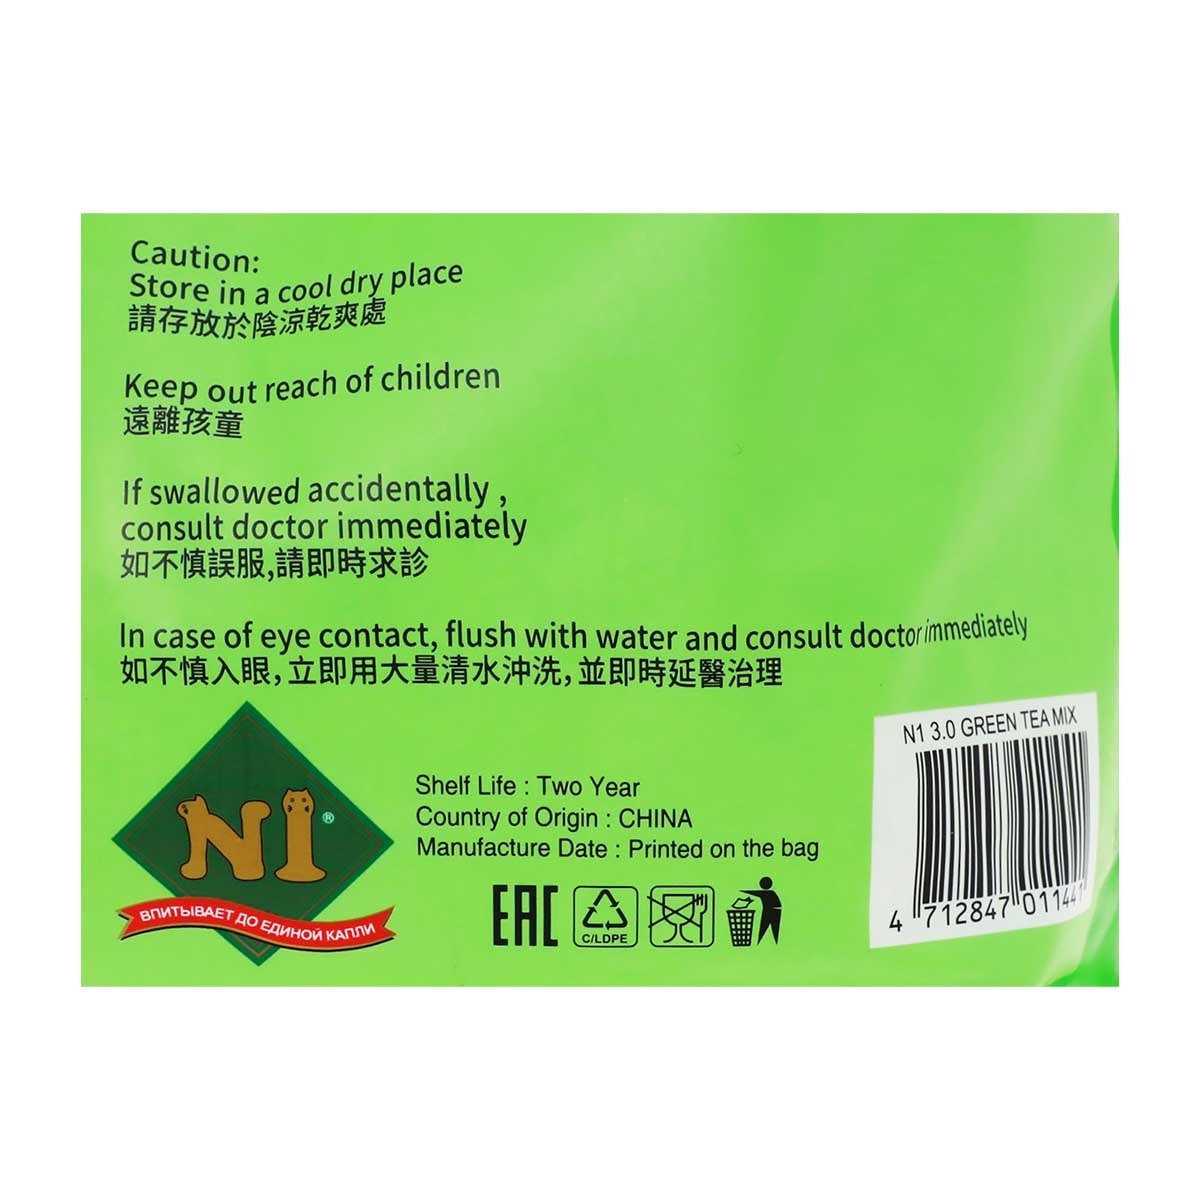 Caution:
Store in a cool dry place
請存放於陰涼乾爽處
Keep out reach of children
遠離孩童
If swallowed accidentally ,
consult doctor immediately
如不慎誤服,請即時求診
In case of eye contact, flush with water and consult doctor immediately
如不慎入眼，立即用大量清水沖洗，並即時延醫治理
N1®
ВПИТЫВАЕТ ДО ЕДИНОЙ КАПЛИ
Shelf Life : Two Year
Country of Origin : CHINA
Manufacture Date : Printed on the bag
EAC
C/LDPE
N1 3.0 GREEN TEA MIX
4 712847 011441